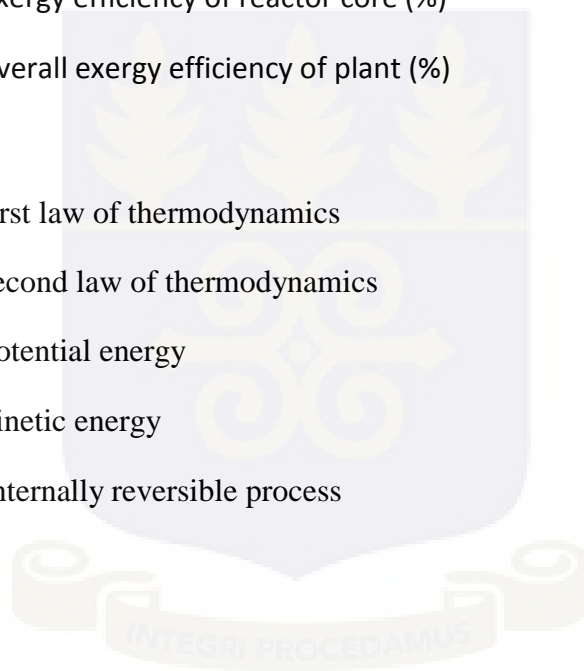 xergy efficiency of reactor core (%)
verall exergy efficiency of plant (%)
rst law of thermodynamics
econd law of thermodynamics
otential energy
inetic energy
nternally reversible process
INTEGRI PROCEDAMUS